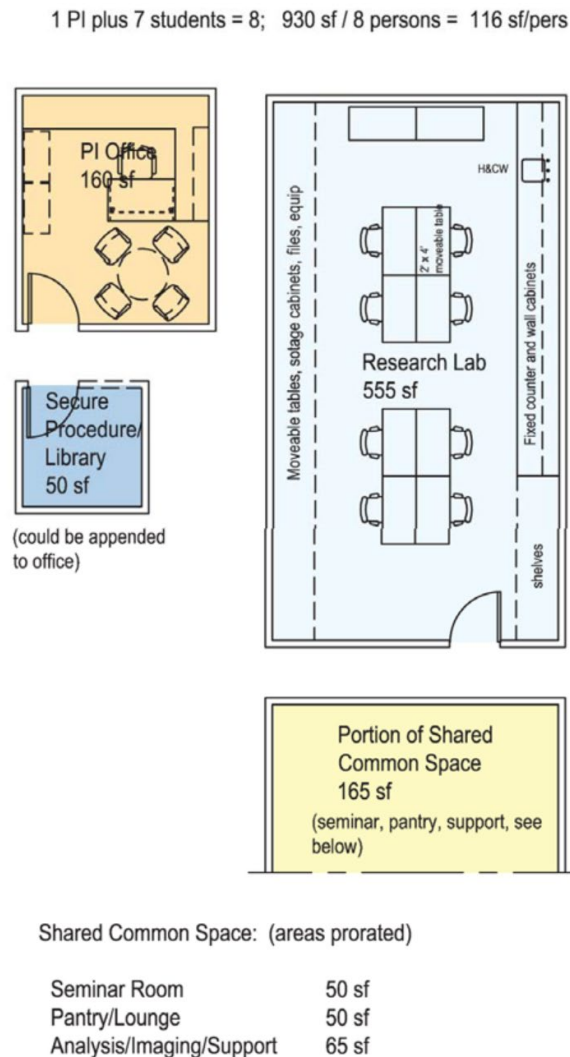 1 PI plus 7 students = 8;   930 sf / 8 persons =  116 sf/pers
PI Office
160 sf
Secure
Procedure/
Library
50 sf
(could be appended
to office)
Moveable tables, sotage cabinets, files, equip
2' x 4'
moveable table
H&CW
Research Lab
555 sf
Fixed counter and wall cabinets
shelves
Portion of Shared
Common Space
165 sf
(seminar, pantry, support, see
below)
Shared Common Space:  (areas prorated)
Seminar Room 50 sf
Pantry/Lounge 50 sf
Analysis/Imaging/Support 65 sf